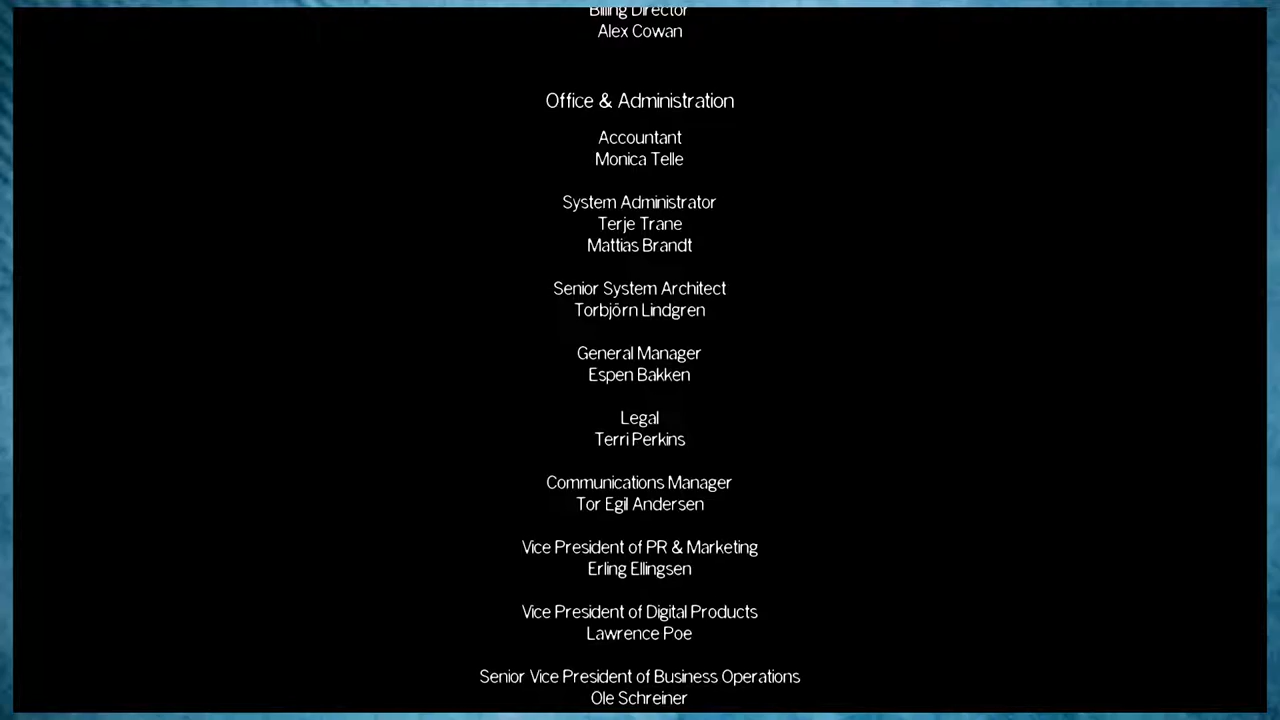 Billing Director
Alex Cowan
Office & Administration
Accountant
Monica Telle
System Administrator
Terje Trane
Mattias Brandt
Senior System Architect
Torbjörn Lindgren
General Manager
Espen Bakken
Legal
Terri Perkins
Communications Manager
Tor Egil Andersen
Vice President of PR & Marketing
Erling Ellingsen
Vice President of Digital Products
Lawrence Poe
Senior Vice President of Business Operations
Ole Schreiner